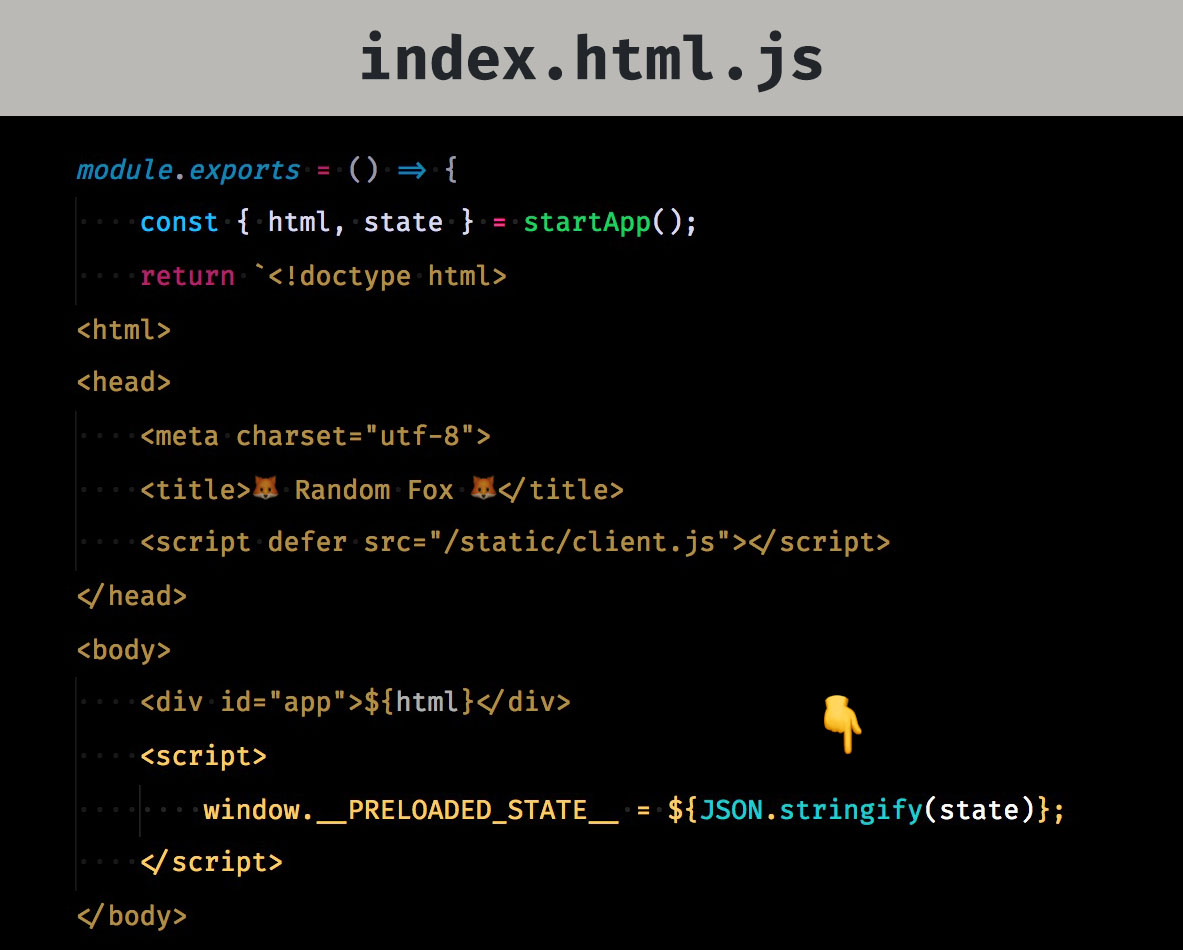 index.html.js
module.exports = () => {
    const { html, state } = startApp();
    return `<!doctype html>
<html>
<head>
    <meta charset="utf-8">
    <title>🦊 Random Fox 🦊</title>
    <script defer src="/static/client.js"></script>
</head>
<body>
    <div id="app">${html}</div>
    <script>
        window.__PRELOADED_STATE__ = ${JSON.stringify(state)};
    </script>
</body>